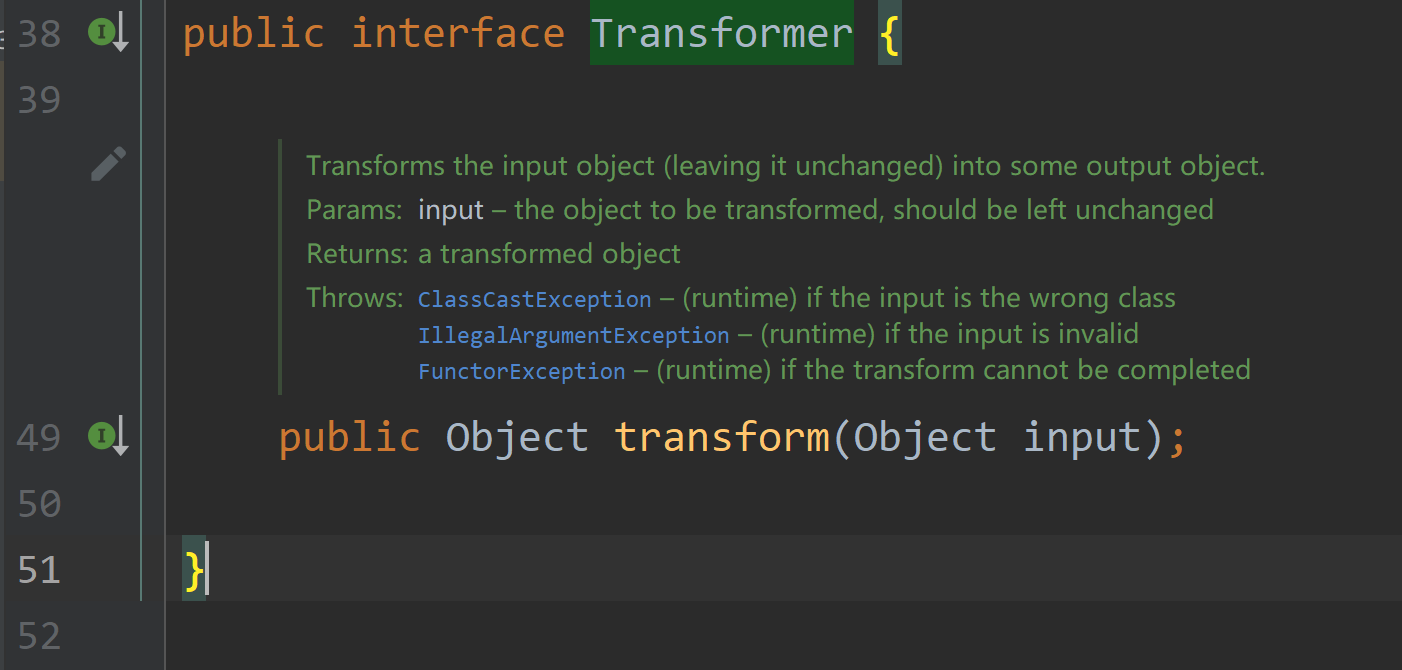 38 public interface Transformer {
39
Transforms the input object (leaving it unchanged) into some output object.
Params: input – the object to be transformed, should be left unchanged
Returns: a transformed object
Throws: ClassCastException – (runtime) if the input is the wrong class
IllegalArgumentException – (runtime) if the input is invalid
FunctorException – (runtime) if the transform cannot be completed
49 public Object transform(Object input);
50
51 }
52